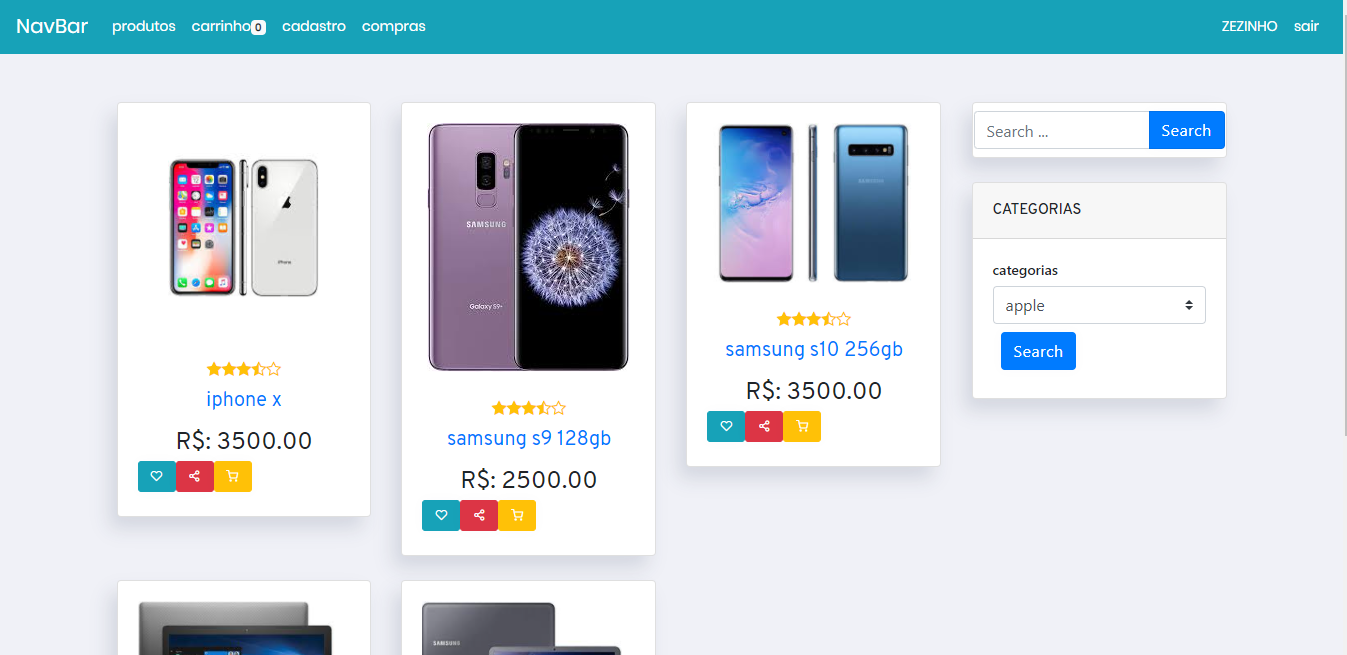 NavBar produtos carrinho 0 cadastro compras ZEZINHO sair
Search ...
Search
CATEGORIAS
categorias
apple
Search
iPhone
iphone x
R$: 3500.00
SAMSUNG
Galaxy S9+
samsung s9 128gb
R$: 2500.00
SAMSUNG
samsung s10 256gb
R$: 3500.00
SAMSUNG